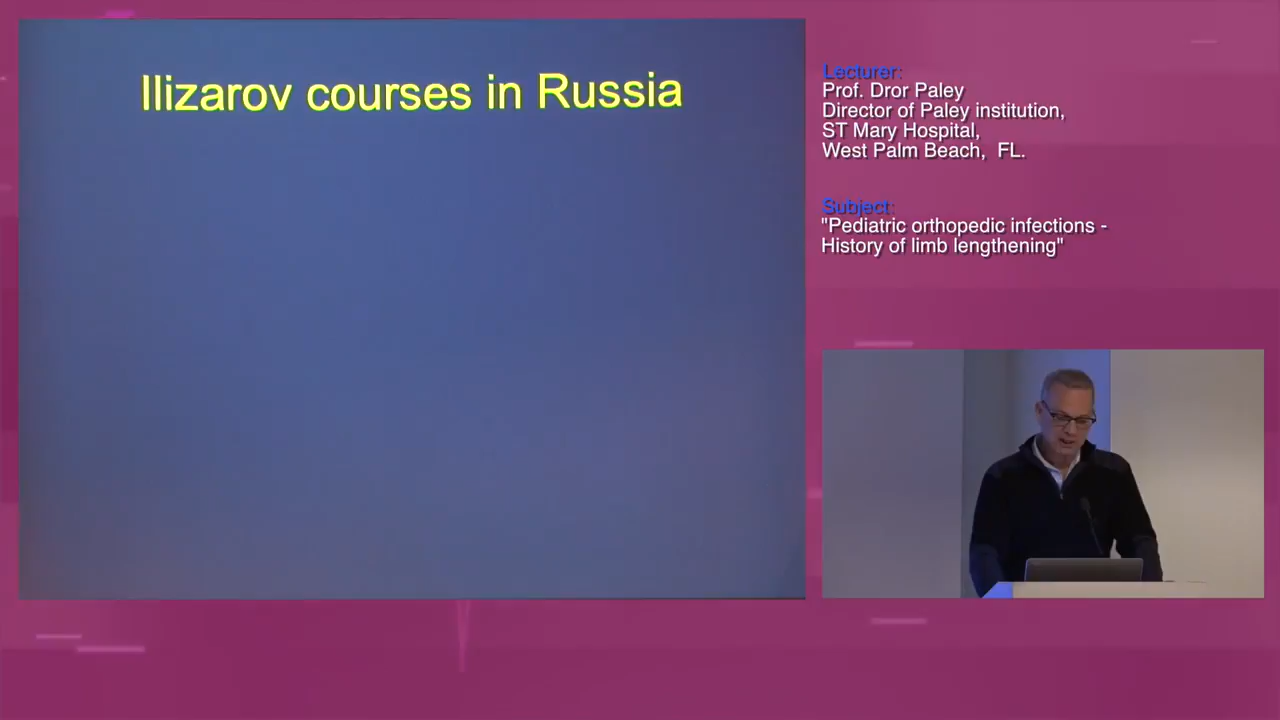 Ilizarov courses in Russia
Lecturer:
Prof. Dror Paley
Director of Paley institution,
ST Mary Hospital,
West Palm Beach,  FL.
Subject:
"Pediatric orthopedic infections -
History of limb lengthening"